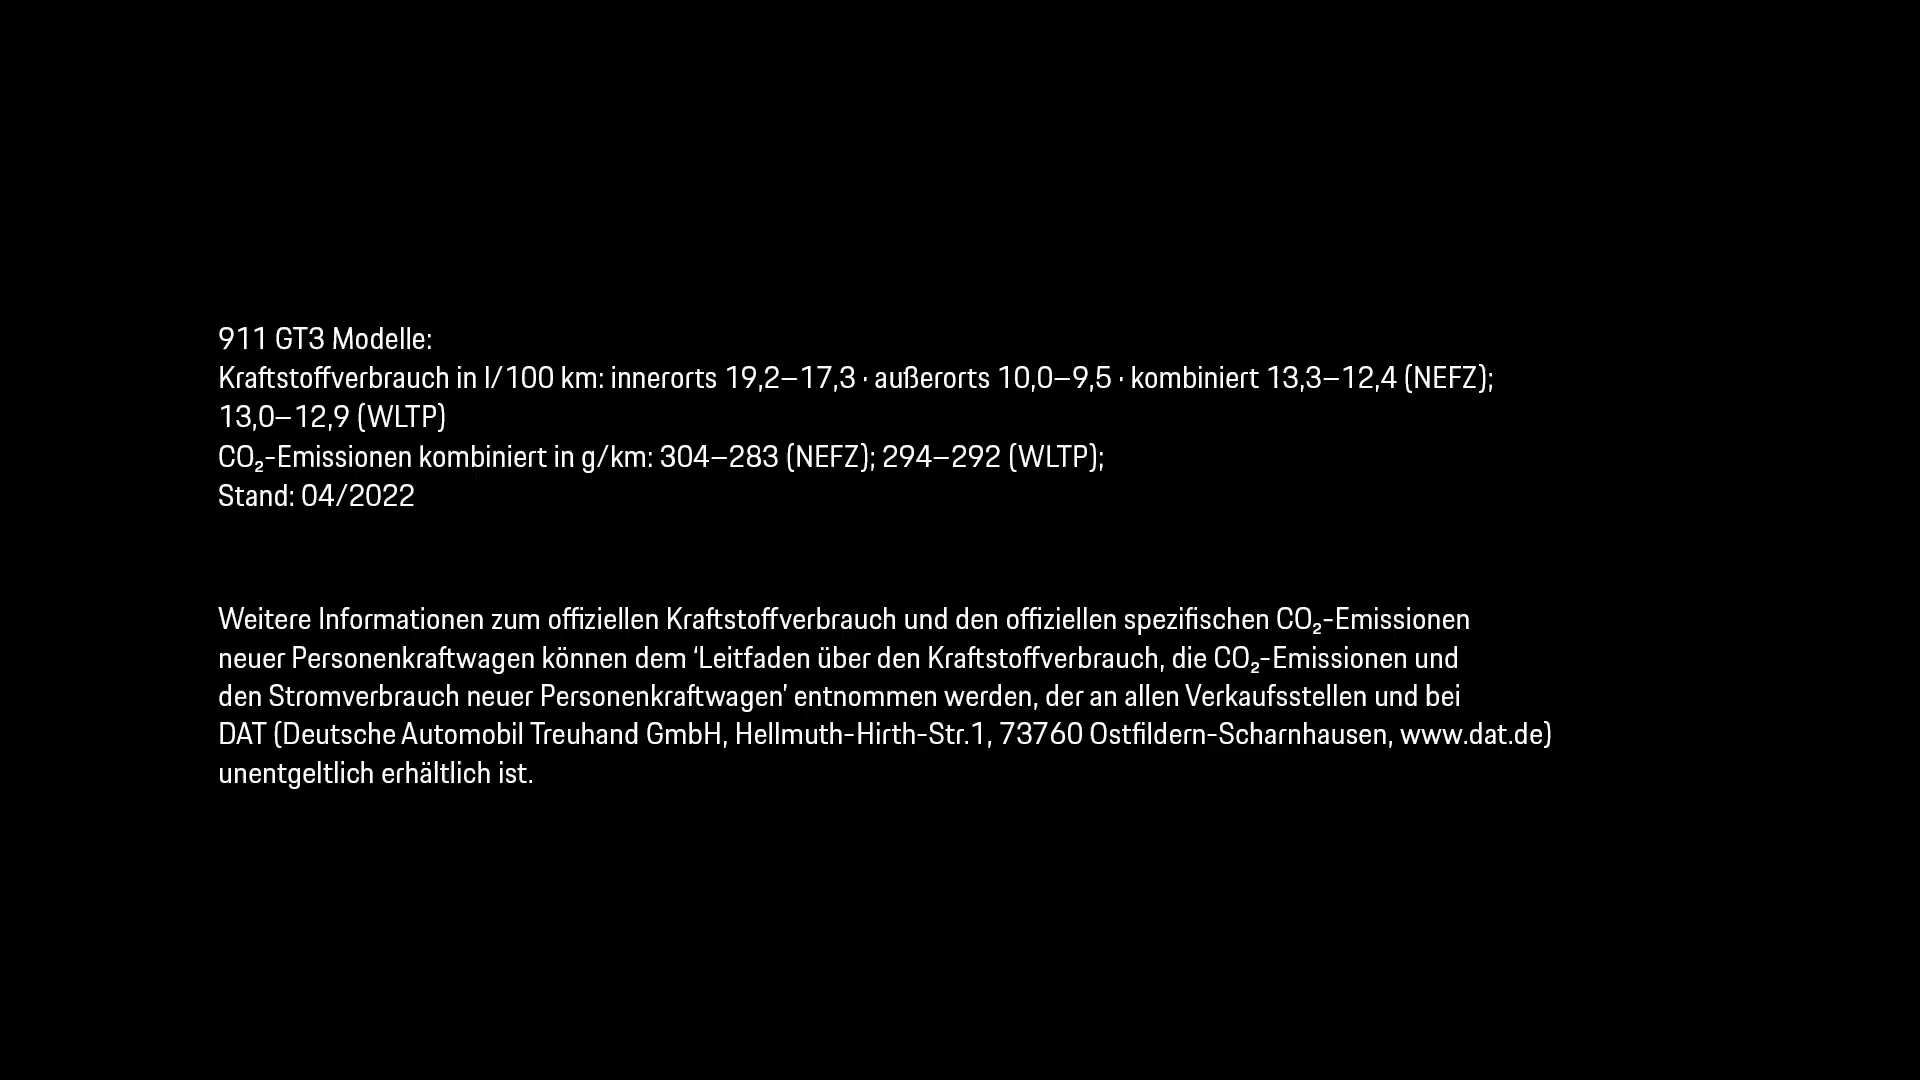 911 GT3 Modelle:
Kraftstoffverbrauch in l/100 km: innerorts 19,2–17,3 · außerorts 10,0–9,5 · kombiniert 13,3–12,4 (NEFZ);
13,0–12,9 (WLTP)
CO₂-Emissionen kombiniert in g/km: 304–283 (NEFZ); 294–292 (WLTP);
Stand: 04/2022
Weitere Informationen zum offiziellen Kraftstoffverbrauch und den offiziellen spezifischen CO₂-Emissionen
neuer Personenkraftwagen können dem ‘Leitfaden über den Kraftstoffverbrauch, die CO₂-Emissionen und
den Stromverbrauch neuer Personenkraftwagen’ entnommen werden, der an allen Verkaufsstellen und bei
DAT (Deutsche Automobil Treuhand GmbH, Hellmuth-Hirth-Str.1, 73760 Ostfildern-Scharnhausen, www.dat.de)
unentgeltlich erhältlich ist.